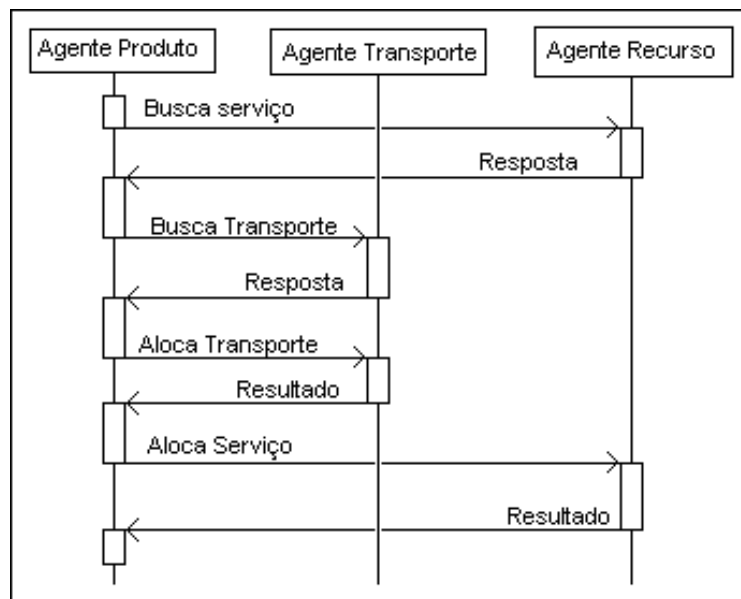 Agente Produto
Agente Transporte
Agente Recurso
Busca serviço
Resposta
Busca Transporte
Resposta
Aloca Transporte
Resultado
Aloca Serviço
Resultado